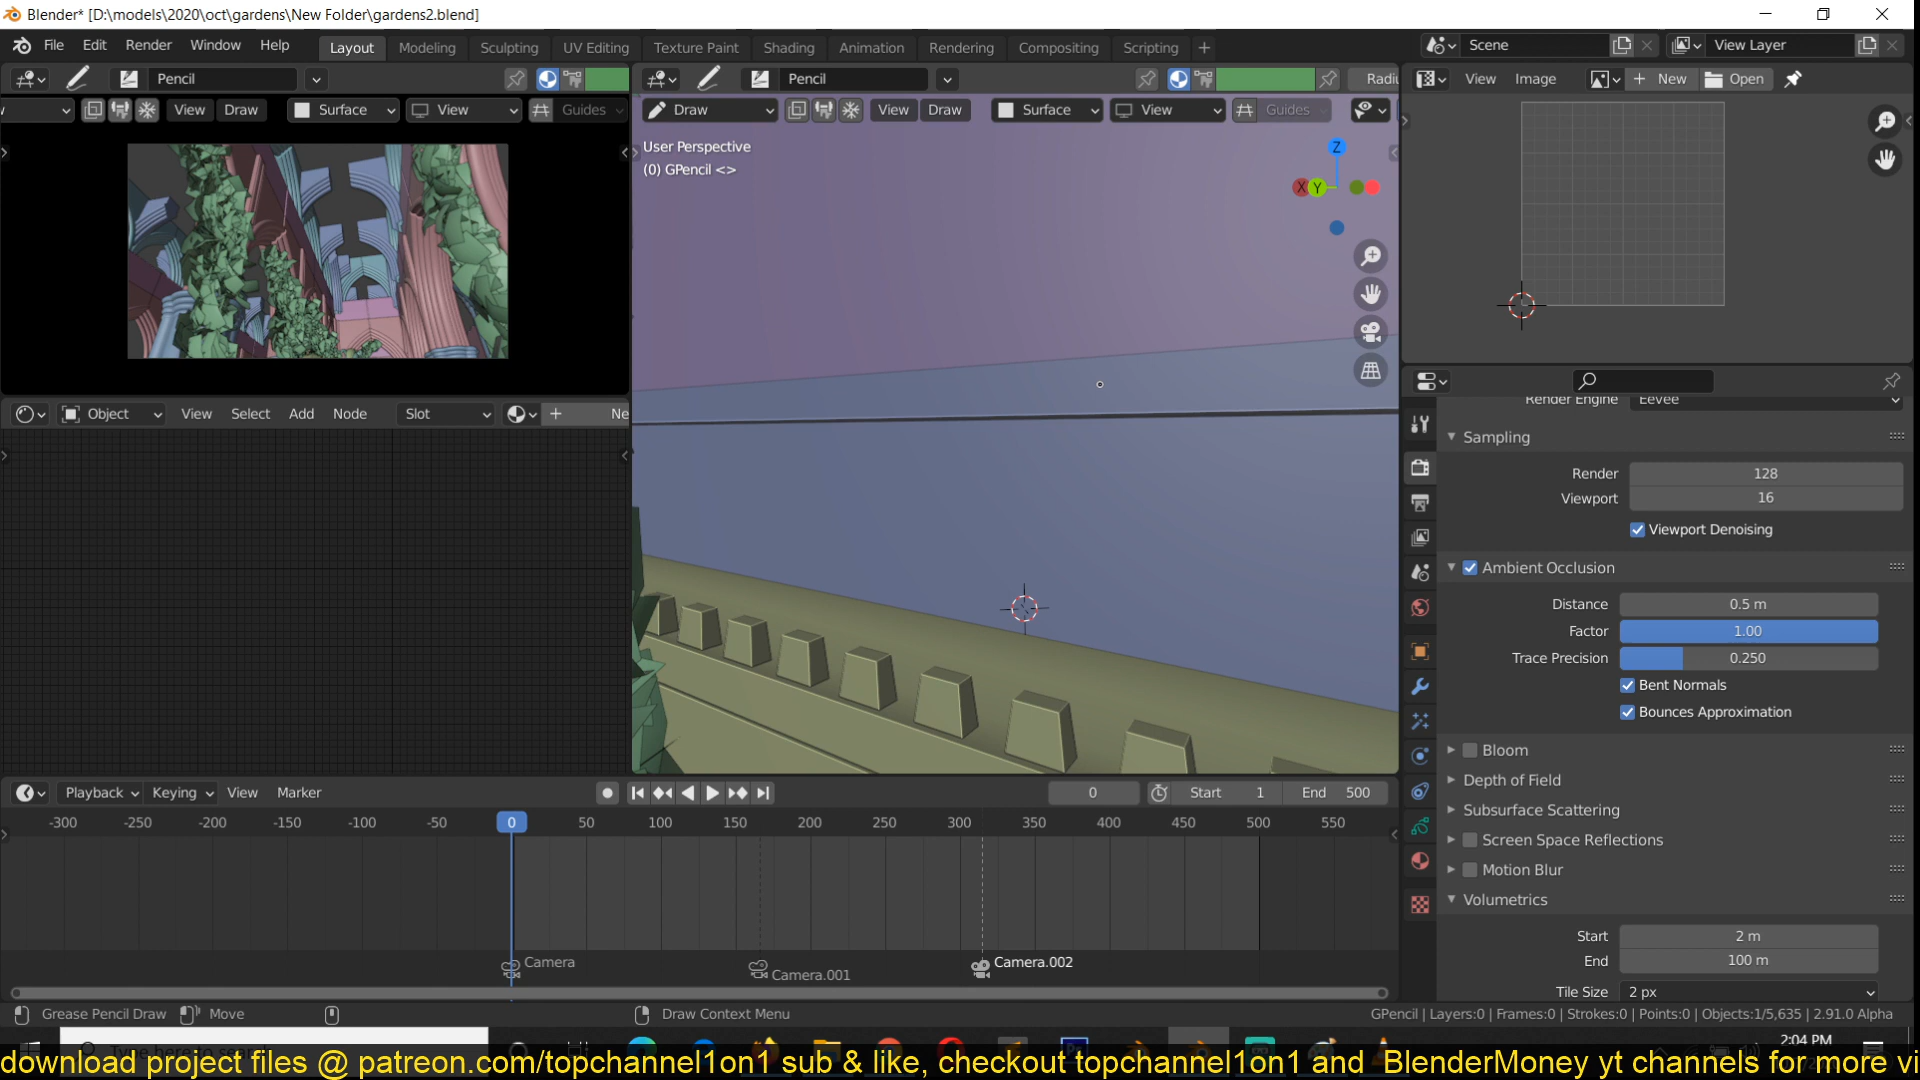 Blender* [D:\models\2020\oct\gardens\New Folder\gardens2.blend]
File Edit Render Window Help Layout Modeling Sculpting UV Editing Texture Paint Shading Animation Rendering Compositing Scripting + Scene View Layer
Pencil Pencil Radiu View Image + New Open
View Draw Surface View Guides Draw View Draw Surface View Guides
User Perspective
(0) GPencil <>
Z
X Y
Object View Select Add Node Slot + Ne
Render Engine Eevee
Sampling
Render 128
Viewport 16
Viewport Denoising
Ambient Occlusion
Distance 0.5 m
Factor 1.00
Trace Precision 0.250
Bent Normals
Bounces Approximation
Bloom
Depth of Field
Subsurface Scattering
Screen Space Reflections
Motion Blur
Volumetrics
Start 2 m
End 100 m
Tile Size 2 px
Playback Keying View Marker 0 Start 1 End 500
-300 -250 -200 -150 -100 -50 0 50 100 150 200 250 300 350 400 450 500 550
Camera Camera.001 Camera.002
Grease Pencil Draw Move Draw Context Menu GPencil | Layers:0 | Frames:0 | Strokes:0 | Points:0 | Objects:1/5,635 | 2.91.0 Alpha
2:04 PM
download project files @ patreon.com/topchannel1on1 sub & like, checkout topchannel1on1 and BlenderMoney yt channels for more vi